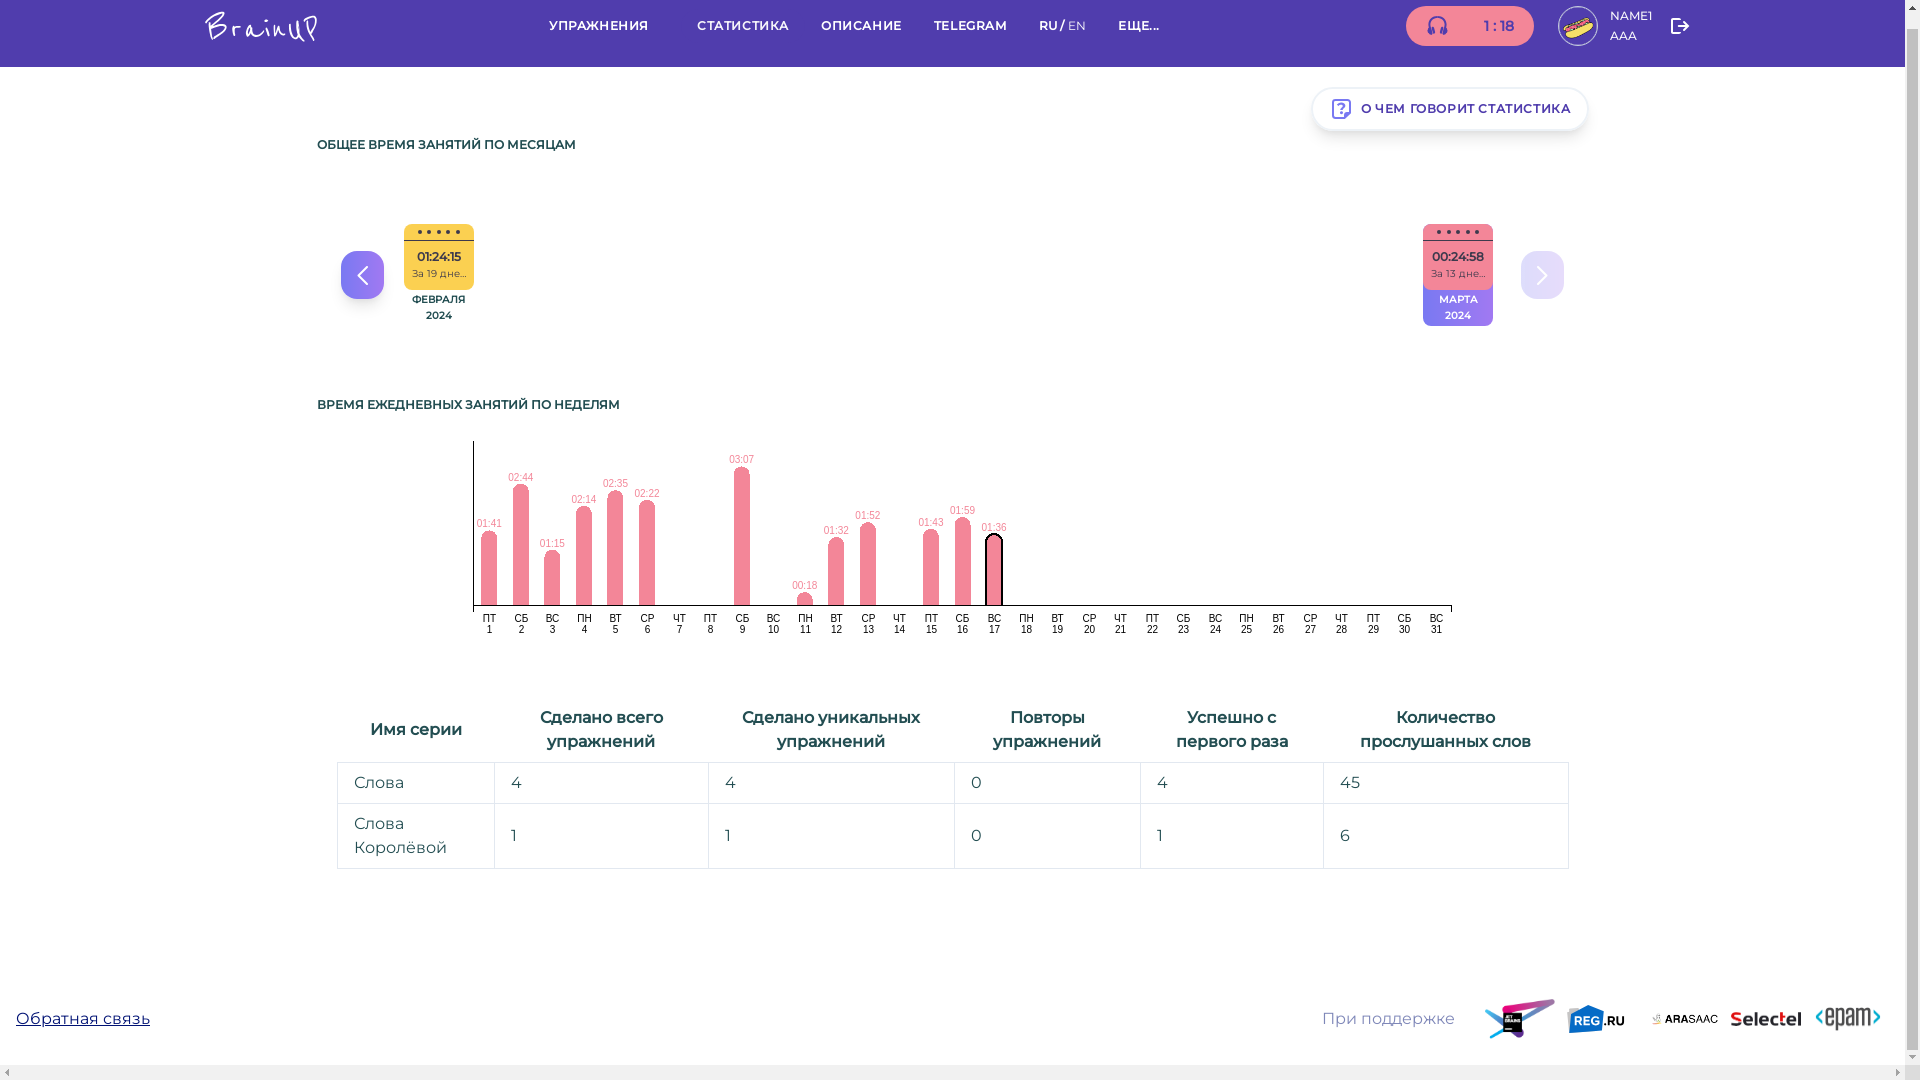 BrainUP
УПРАЖНЕНИЯ СТАТИСТИКА ОПИСАНИЕ TELEGRAM RU / EN ЕЩЕ... 1 : 18 NAME1
AAA
О ЧЕМ ГОВОРИТ СТАТИСТИКА
ОБЩЕЕ ВРЕМЯ ЗАНЯТИЙ ПО МЕСЯЦАМ
01:24:15
За 19 дне...
ФЕВРАЛЯ
2024
00:24:58
За 13 дне...
МАРТА
2024
ВРЕМЯ ЕЖЕДНЕВНЫХ ЗАНЯТИЙ ПО НЕДЕЛЯМ
01:41 02:44 01:15 02:14 02:35 02:22 03:07 00:18 01:32 01:52 01:43 01:59 01:36
ПТ СБ ВС ПН ВТ СР ЧТ ПТ СБ ВС ПН ВТ СР ЧТ ПТ СБ ВС ПН ВТ СР ЧТ ПТ СБ ВС ПН ВТ СР ЧТ ПТ СБ ВС
1 2 3 4 5 6 7 8 9 10 11 12 13 14 15 16 17 18 19 20 21 22 23 24 25 26 27 28 29 30 31
Имя серии Сделано всего упражнений Сделано уникальных упражнений Повторы упражнений Успешно с первого раза Количество прослушанных слов
Слова 4 4 0 4 45
Слова Королёвой 1 1 0 1 6
Обратная связь При поддержке JET BRAINS REG.RU ARASAAC Selectel <epam>